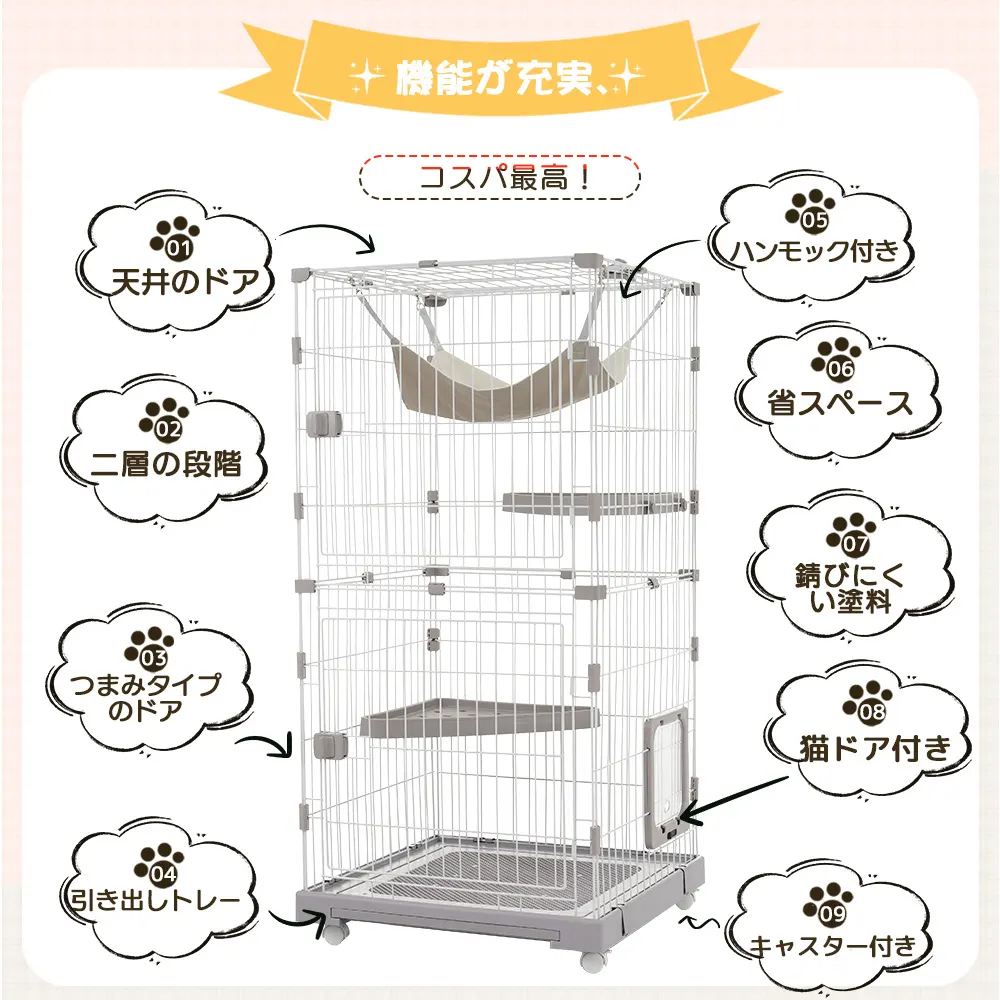 機能が充実、
コスパ最高！
01
天井のドア
02
二層の段階
03
つまみタイプ
のドア
04
引き出しトレー
05
ハンモック付き
06
省スペース
07
錆びにく
い塗料
08
猫ドア付き
09
キャスター付き